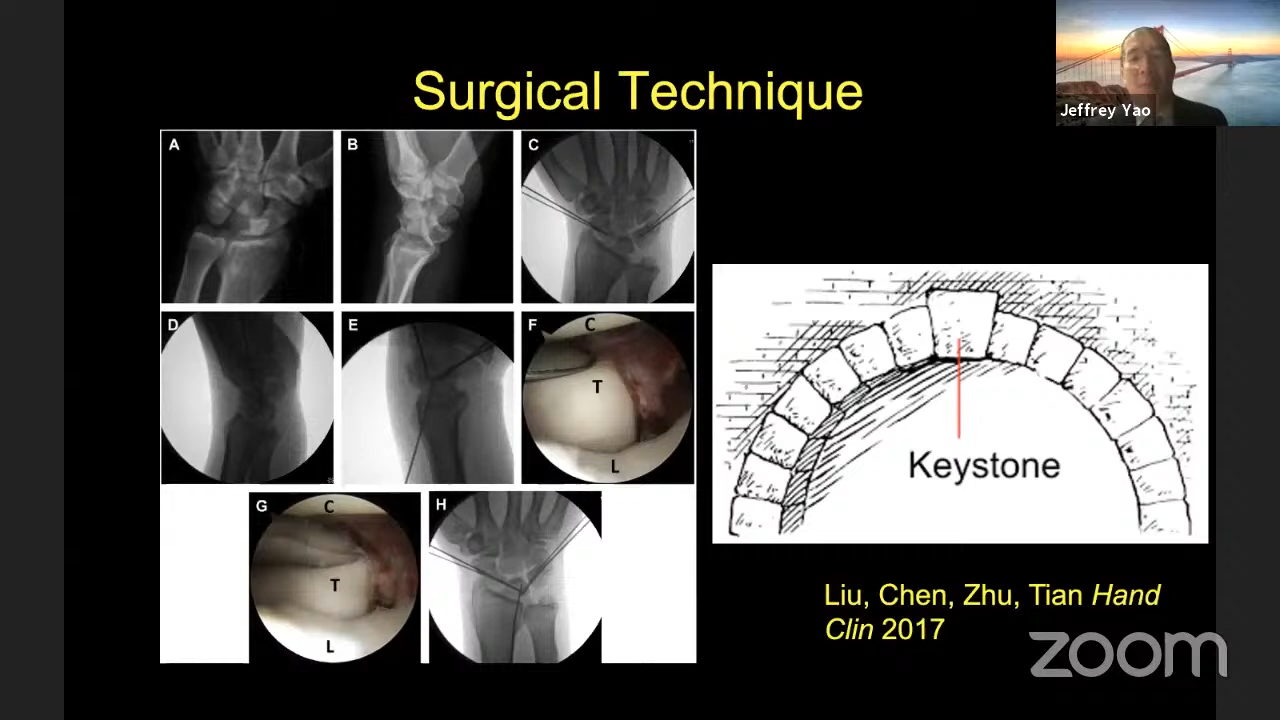 Surgical Technique
Jeffrey Yao
A
B
C
D
E
F
C
T
L
G
C
T
L
H
Keystone
Liu, Chen, Zhu, Tian Hand
Clin 2017
zoom